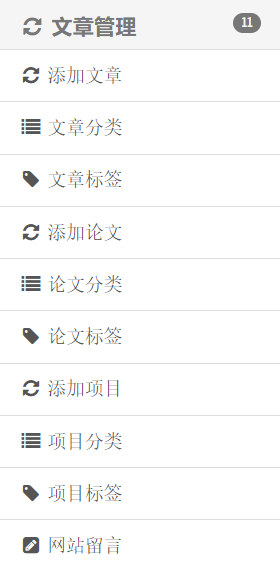 文章管理 11
添加文章
文章分类
文章标签
添加论文
论文分类
论文标签
添加项目
项目分类
项目标签
网站留言